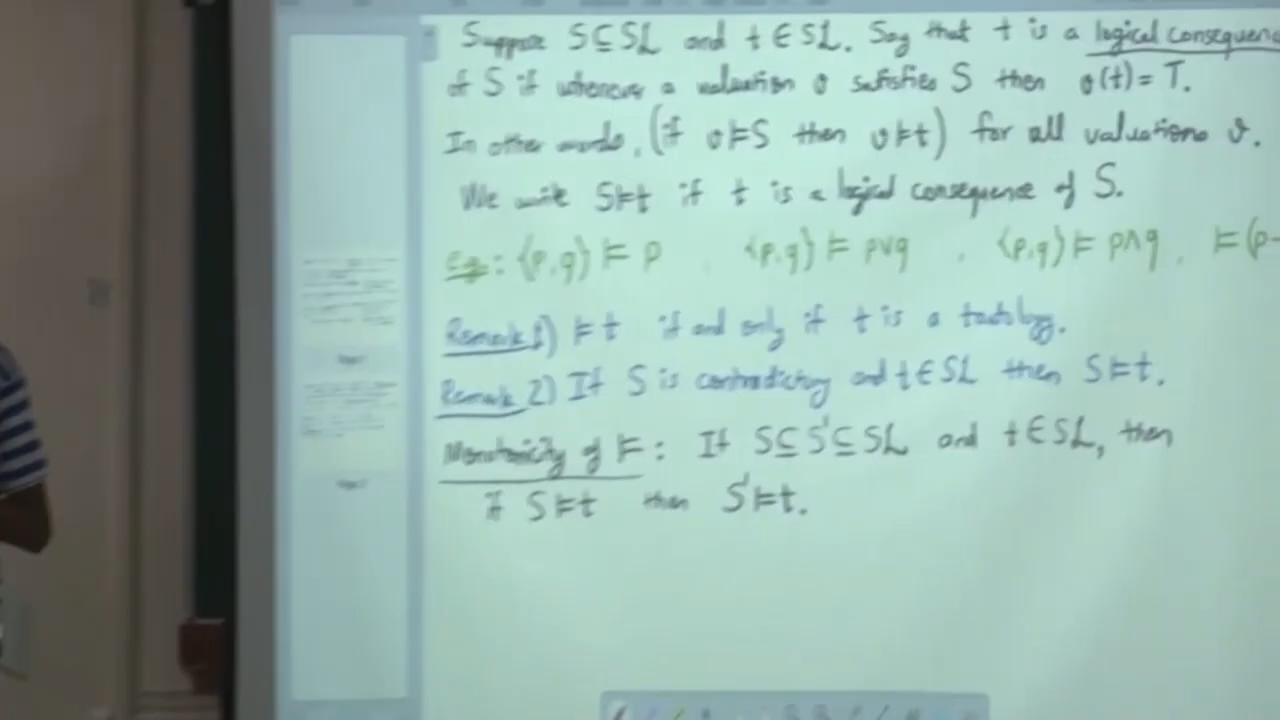 Suppose S⊆SL and t∈SL. Say that t is a logical consequenc
of S if whenever a valuation v satisfies S then v(t)=T.
In other words, (if v⊨S then v⊨t) for all valuations v.
We write S⊨t if t is a logical consequence of S.
Eg: {p,q} ⊨ p {p,q} ⊨ p∨q , {p,q} ⊨ p∧q , ⊨(p→
Remark 1) ⊨t if and only if t is a tautology.
Remark 2) If S is contradictory and t∈SL then S⊨t.
Monotonicity of ⊨: If S⊆S'⊆SL and t∈SL, then
if S⊨t then S'⊨t.